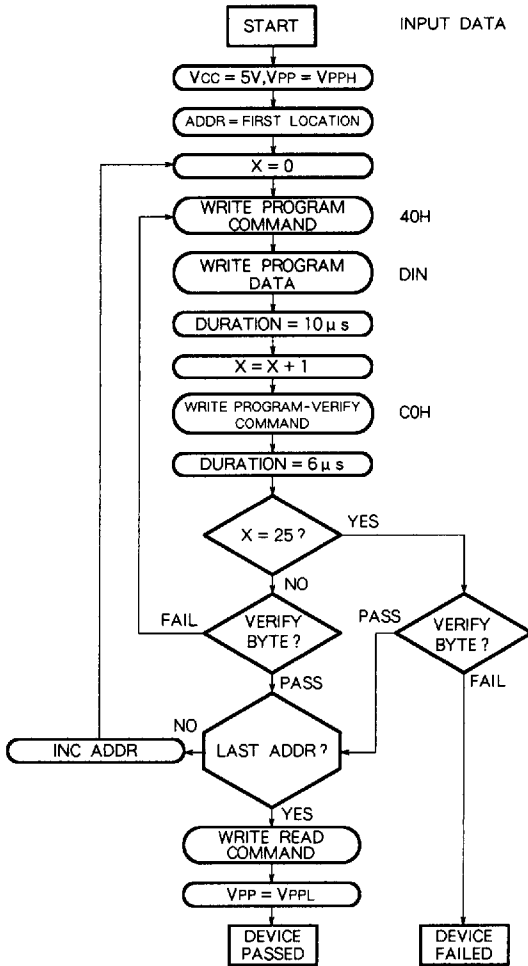 START
INPUT DATA
VCC = 5V, VPP = VPPH
ADDR = FIRST LOCATION
X = 0
WRITE PROGRAM
COMMAND
40H
WRITE PROGRAM
DATA
DIN
DURATION = 10 μs
X = X + 1
WRITE PROGRAM-VERIFY
COMMAND
C0H
DURATION = 6 μs
X = 25 ?
YES
NO
FAIL
VERIFY
BYTE ?
PASS
PASS
VERIFY
BYTE ?
FAIL
NO
INC ADDR
LAST ADDR ?
YES
WRITE READ
COMMAND
VPP = VPPL
DEVICE
PASSED
DEVICE
FAILED